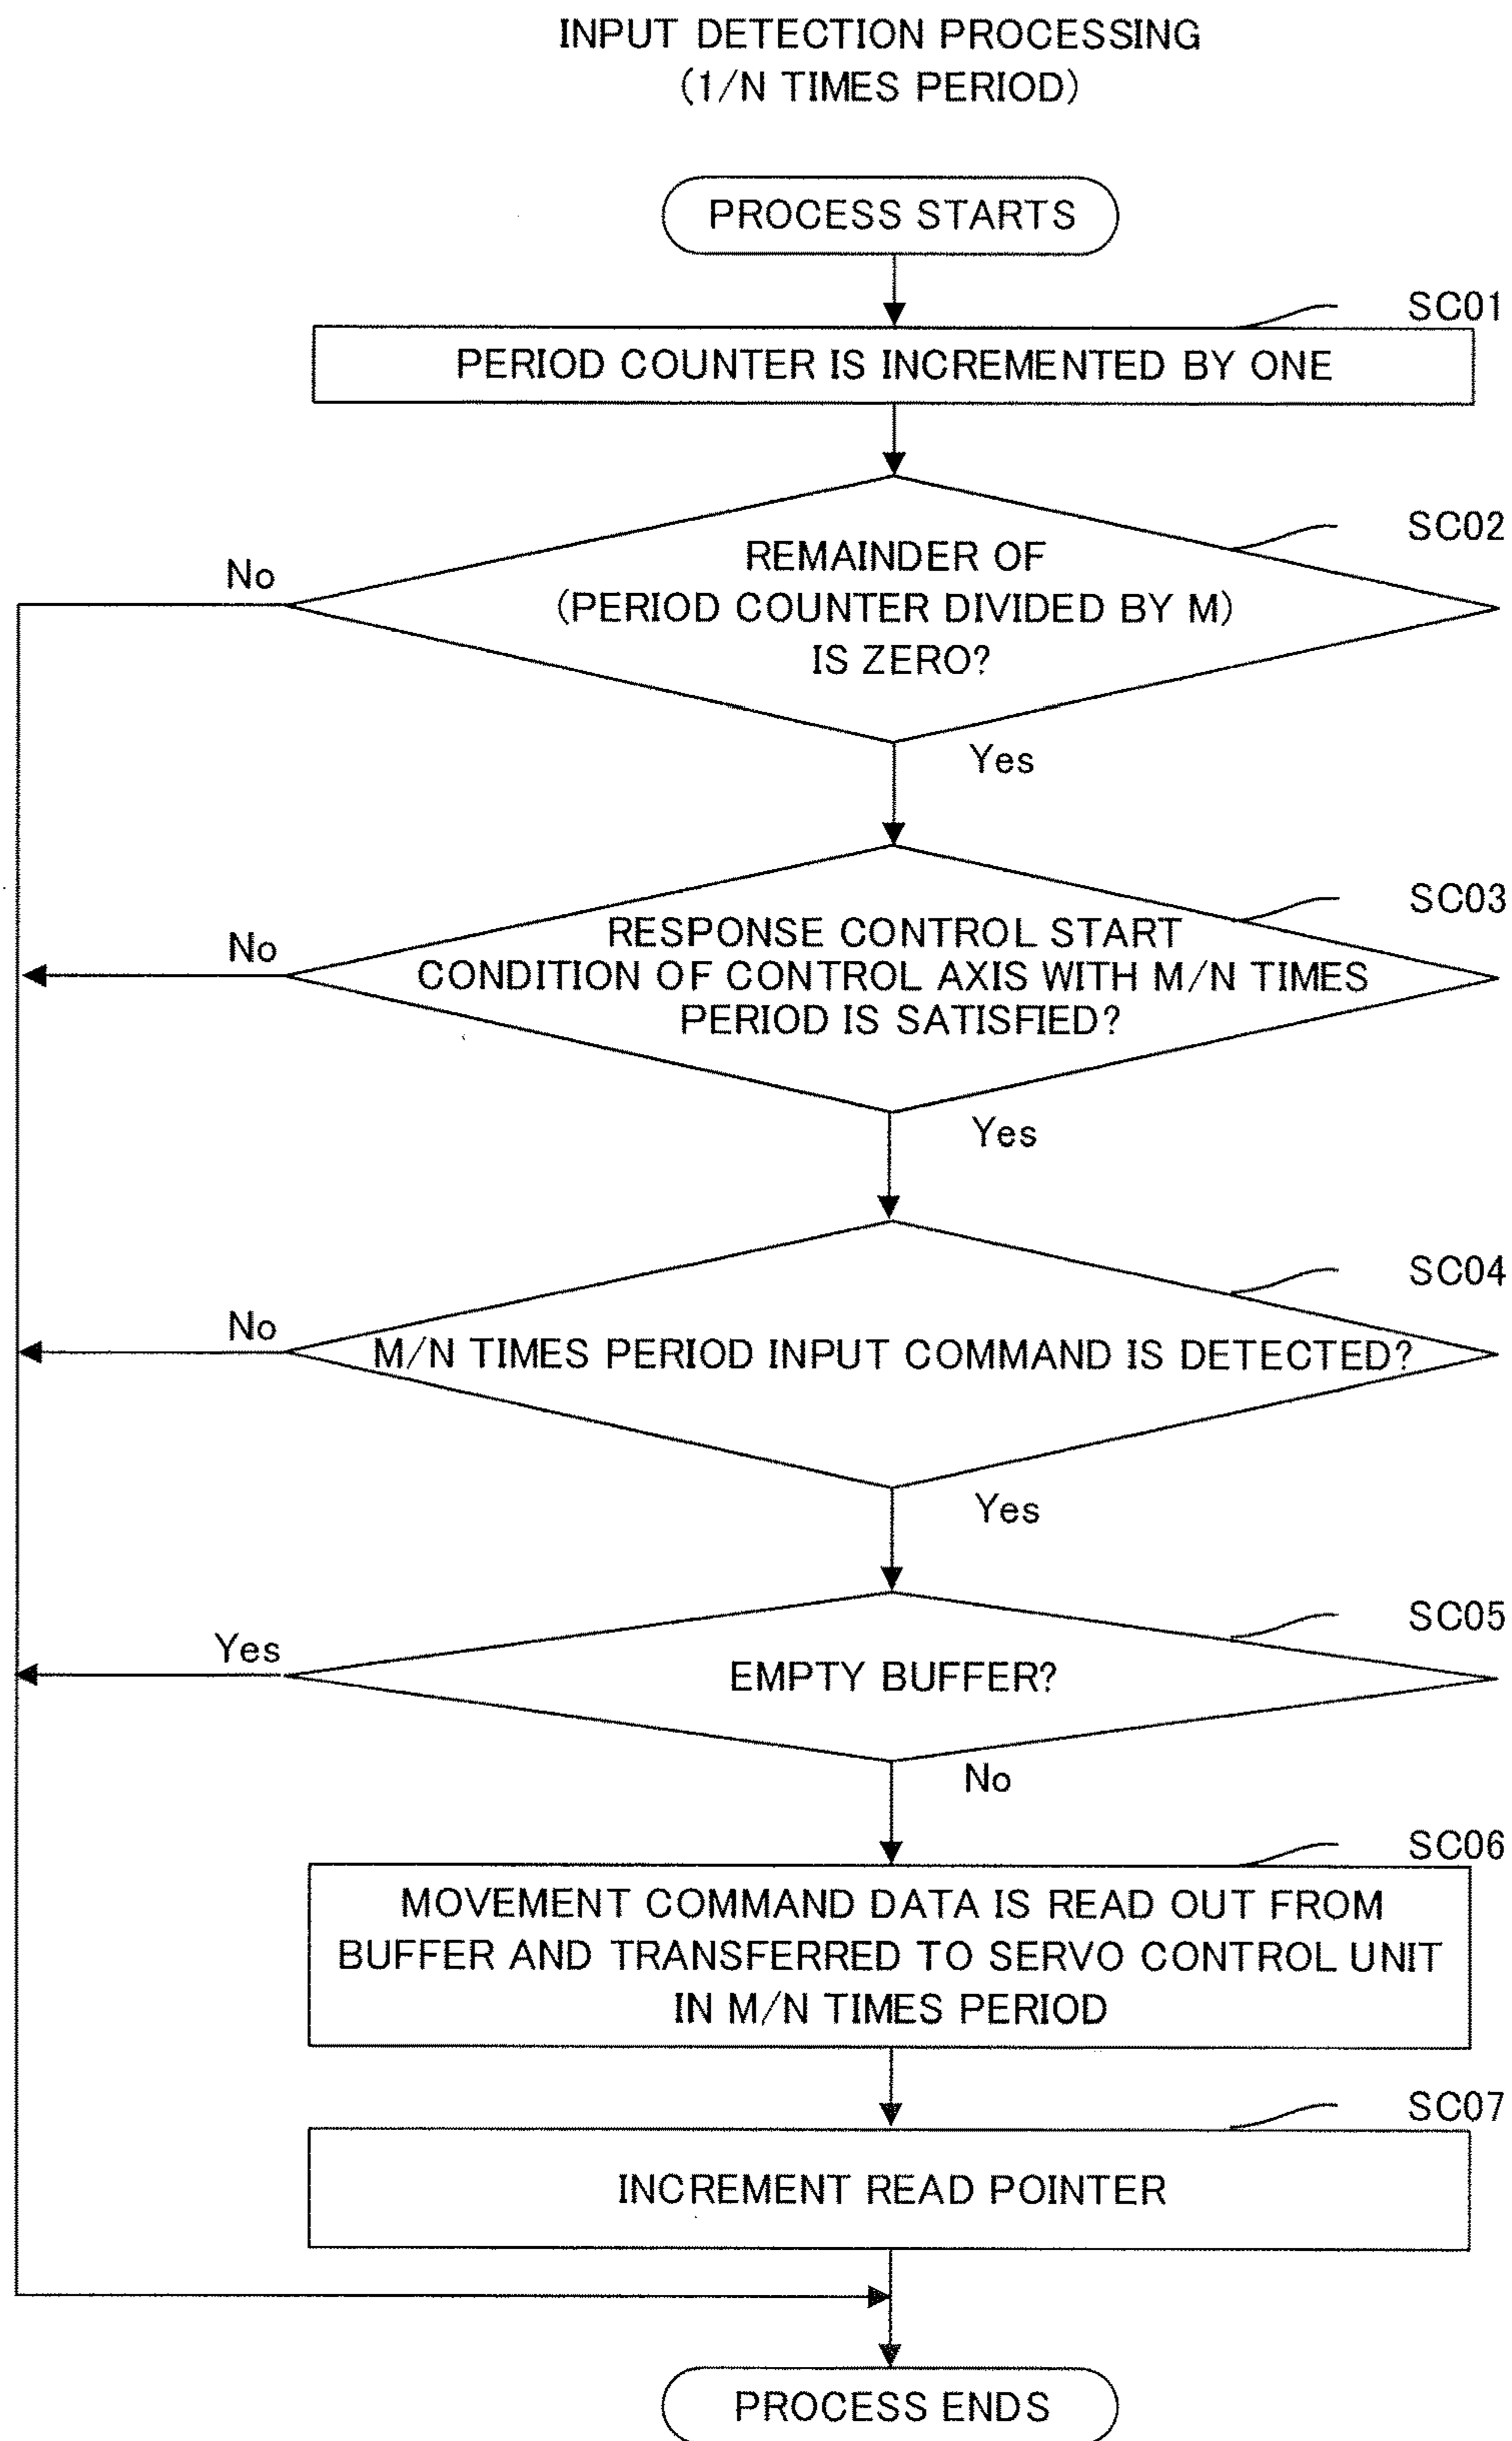 INPUT DETECTION PROCESSING
(1/N TIMES PERIOD)
PROCESS STARTS
SC01
PERIOD COUNTER IS INCREMENTED BY ONE
SC02
No
REMAINDER OF
(PERIOD COUNTER DIVIDED BY M)
IS ZERO?
Yes
SC03
No
RESPONSE CONTROL START
CONDITION OF CONTROL AXIS WITH M/N TIMES
PERIOD IS SATISFIED?
Yes
SC04
No
M/N TIMES PERIOD INPUT COMMAND IS DETECTED?
Yes
SC05
Yes
EMPTY BUFFER?
No
SC06
MOVEMENT COMMAND DATA IS READ OUT FROM
BUFFER AND TRANSFERRED TO SERVO CONTROL UNIT
IN M/N TIMES PERIOD
SC07
INCREMENT READ POINTER
PROCESS ENDS